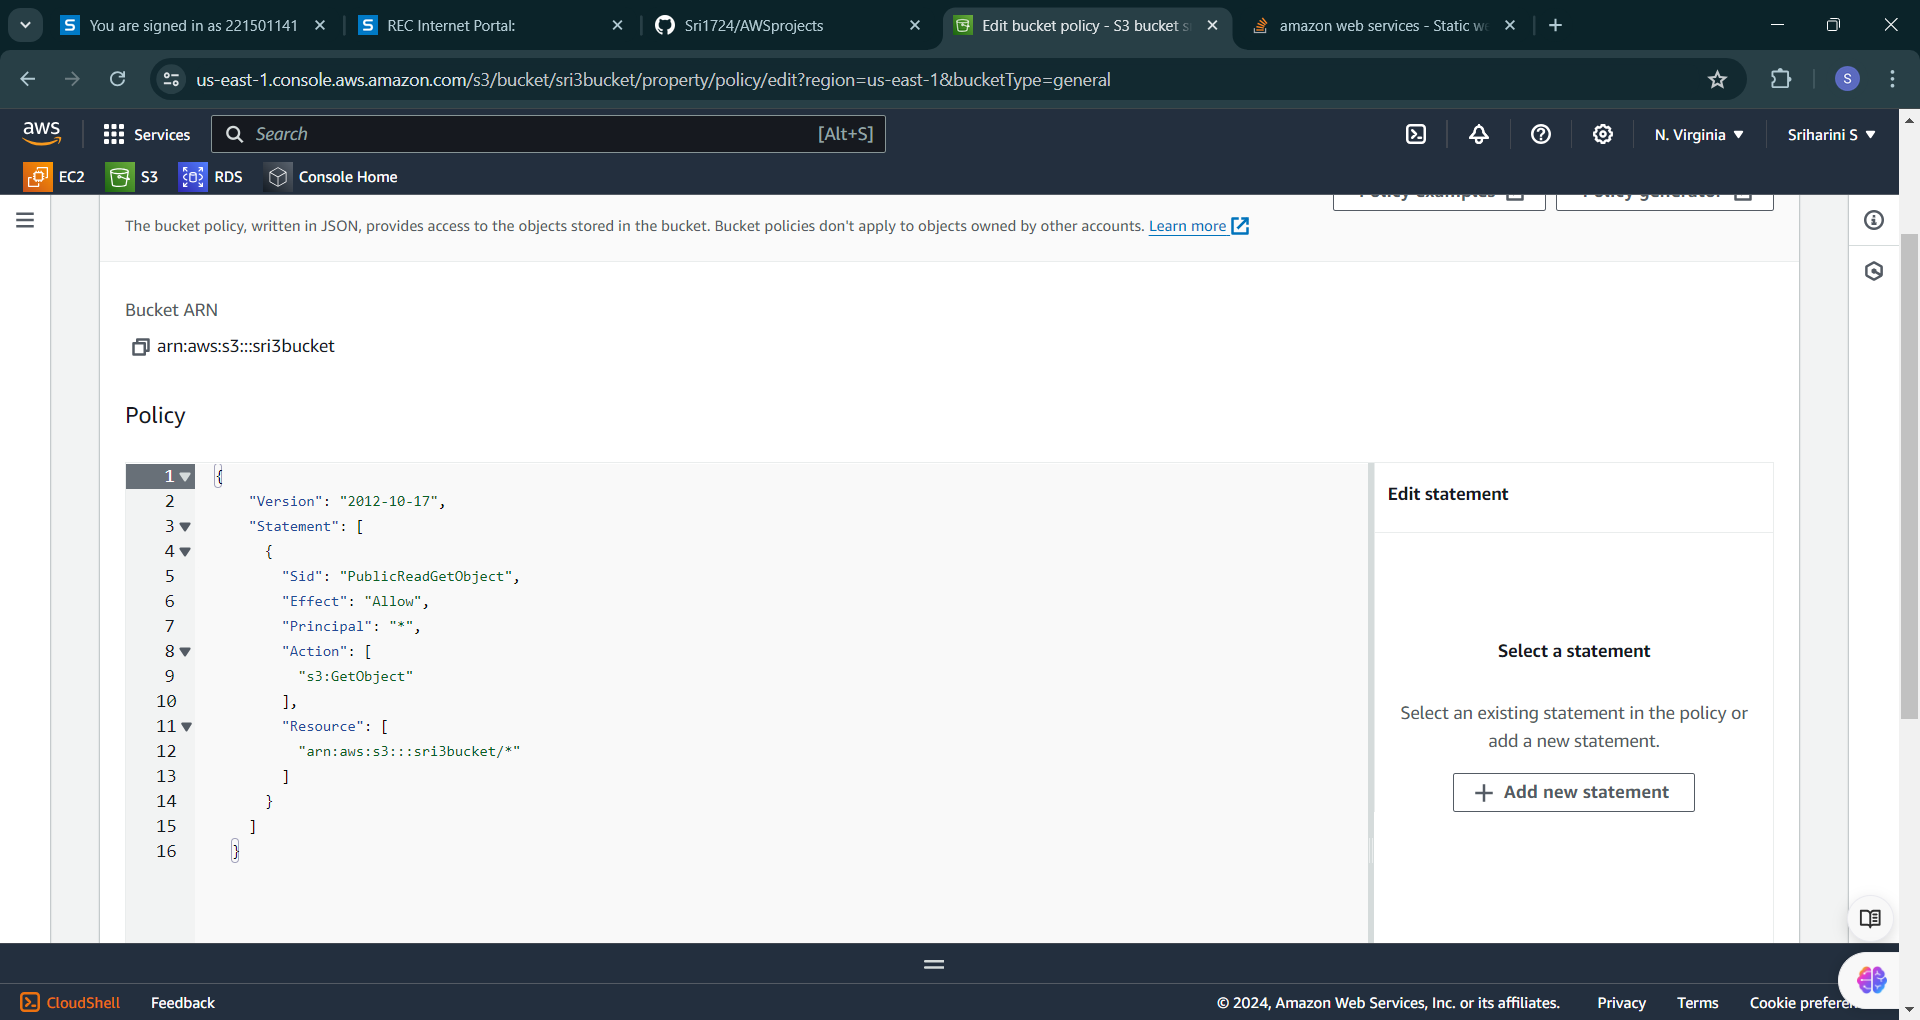 You are signed in as 221501141
REC Internet Portal:
Sri1724/AWSprojects
Edit bucket policy - S3 bucket
amazon web services - Static
us-east-1.console.aws.amazon.com/s3/bucket/sri3bucket/property/policy/edit?region=us-east-1&bucketType=general
S
aws
Services
Search
[Alt+S]
N. Virginia
Sriharini S
EC2
S3
RDS
Console Home
Policy examples
Policy generator
The bucket policy, written in JSON, provides access to the objects stored in the bucket. Bucket policies don't apply to objects owned by other accounts. Learn more
Bucket ARN
arn:aws:s3:::sri3bucket
Policy
1 {
2 "Version": "2012-10-17",
3 "Statement": [
4 {
5 "Sid": "PublicReadGetObject",
6 "Effect": "Allow",
7 "Principal": "*",
8 "Action": [
9 "s3:GetObject"
10 ],
11 "Resource": [
12 "arn:aws:s3:::sri3bucket/*"
13 ]
14 }
15 ]
16 }
Edit statement
Select a statement
Select an existing statement in the policy or
add a new statement.
Add new statement
CloudShell
Feedback
© 2024, Amazon Web Services, Inc. or its affiliates.
Privacy
Terms
Cookie